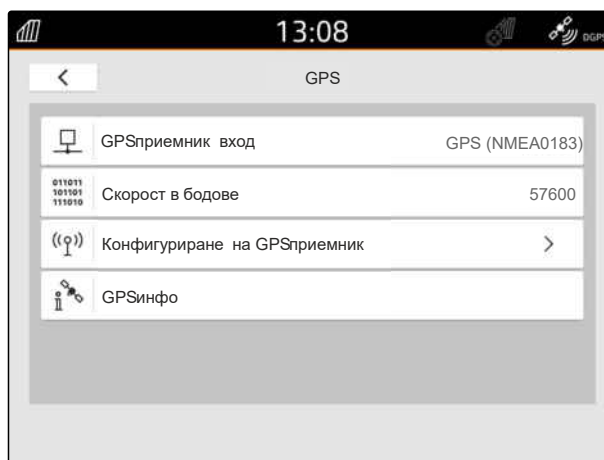 13:08
DGPS
GPS
GPSприемник вход GPS (NMEA0183)
011011
101101
111010
Скорост в бодове 57600
Конфигуриране на GPSприемник
GPSинфо